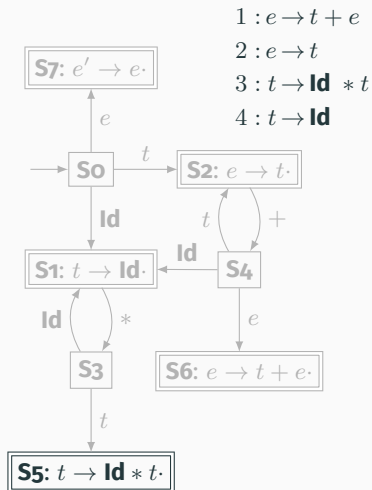 1 : e → t + e
2 : e → t
3 : t → Id * t
4 : t → Id
S7: e′ → e·
e
t
S0
S2: e → t·
Id
t
+
Id
S1: t → Id·
S4
Id
*
e
S3
S6: e → t + e·
t
S5: t → Id * t·